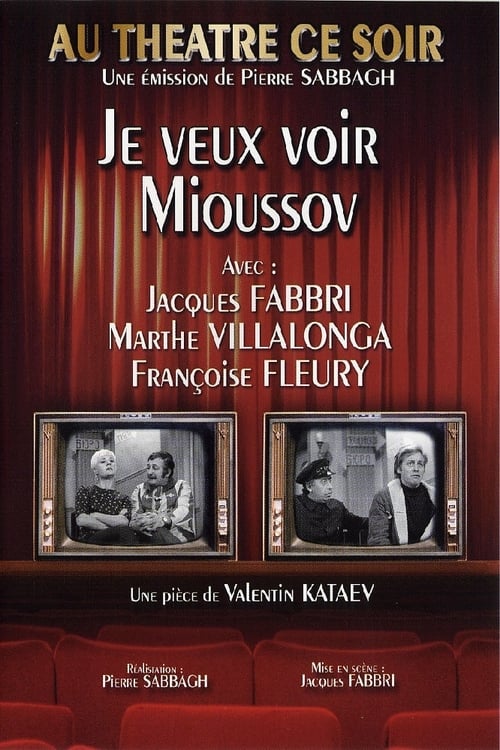 AU THEATRE CE SOIR
UNE ÉMISSION DE PIERRE SABBAGH
JE VEUX VOIR
MIOUSSOV
AVEC :
JACQUES FABBRI
MARTHE VILLALONGA
FRANÇOISE FLEURY
UNE PIÈCE DE VALENTIN KATAEV
RÉALISTATION :
PIERRE SABBAGH
MISE EN SCÈNE :
JACQUES FABBRI